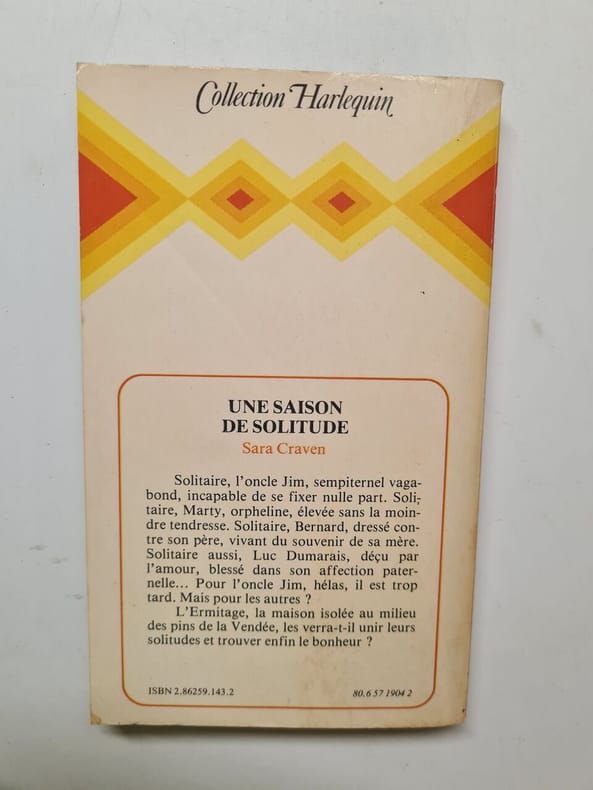 Collection Harlequin
UNE SAISON
DE SOLITUDE
Sara Craven
Solitaire, l'oncle Jim, sempiternel vaga-
bond, incapable de se fixer nulle part. Soli-
taire, Marty, orpheline, élevée sans la moin-
dre tendresse. Solitaire, Bernard, dressé con-
tre son père, vivant du souvenir de sa mère.
Solitaire aussi, Luc Dumarais, déçu par
l'amour, blessé dans son affection pater-
nelle... Pour l'oncle Jim, hélas, il est trop
tard. Mais pour les autres ?
L'Ermitage, la maison isolée au milieu
des pins de la Vendée, les verra-t-il unir leurs
solitudes et trouver enfin le bonheur ?
ISBN 2.86259.143.2 80.6 57 1904 2